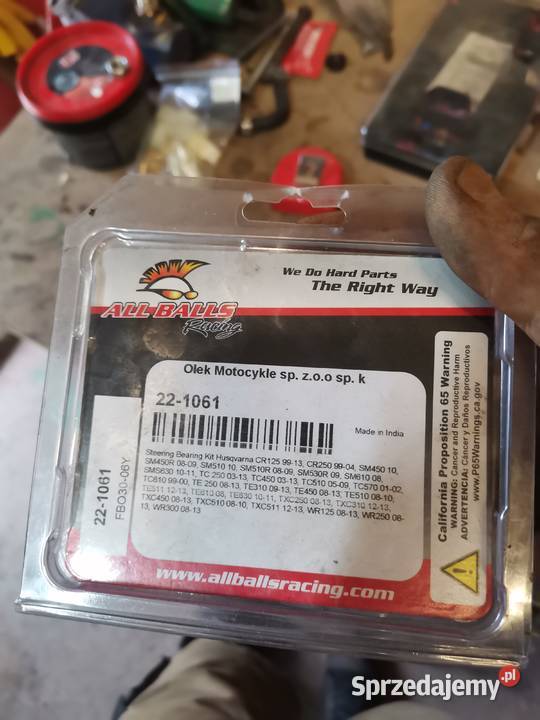 We Do Hard Parts
The Right Way
ALL BALLS
Racing
Olek Motocykle sp. z.o.o sp. k
22-1061
Made in India
Steering Bearing Kit Husqvarna CR125 99-13, CR250 99-04, SM450 10,
SM450R 08-09, SM510 10, SM510R 08-09, SM530R 09, SM610 08,
SMS630 10-11, TC 250 03-13, TC450 03-13, TC510 05-09, TC570 01-02,
TC610 99-00, TE 250 08-13, TE310 09-13, TE450 08-13, TE510 08-10,
TE511 12-13, TE610 08, TE630 10-11, TXC250 08-13, TXC310 12-13,
TXC450 08-13, TXC510 08-10, TXC511 12-13, WR125 08-13, WR250 08-
13, WR300 08-13
22-1061
FBO30-06Y
California Proposition 65 Warning
WARNING: Cancer and Reproductive Harm
ADVERTENCIA: Cáncer y Daños Reproductivos
www.P65Warnings.ca.gov
www.allballsracing.com
Sprzedajemy.pl